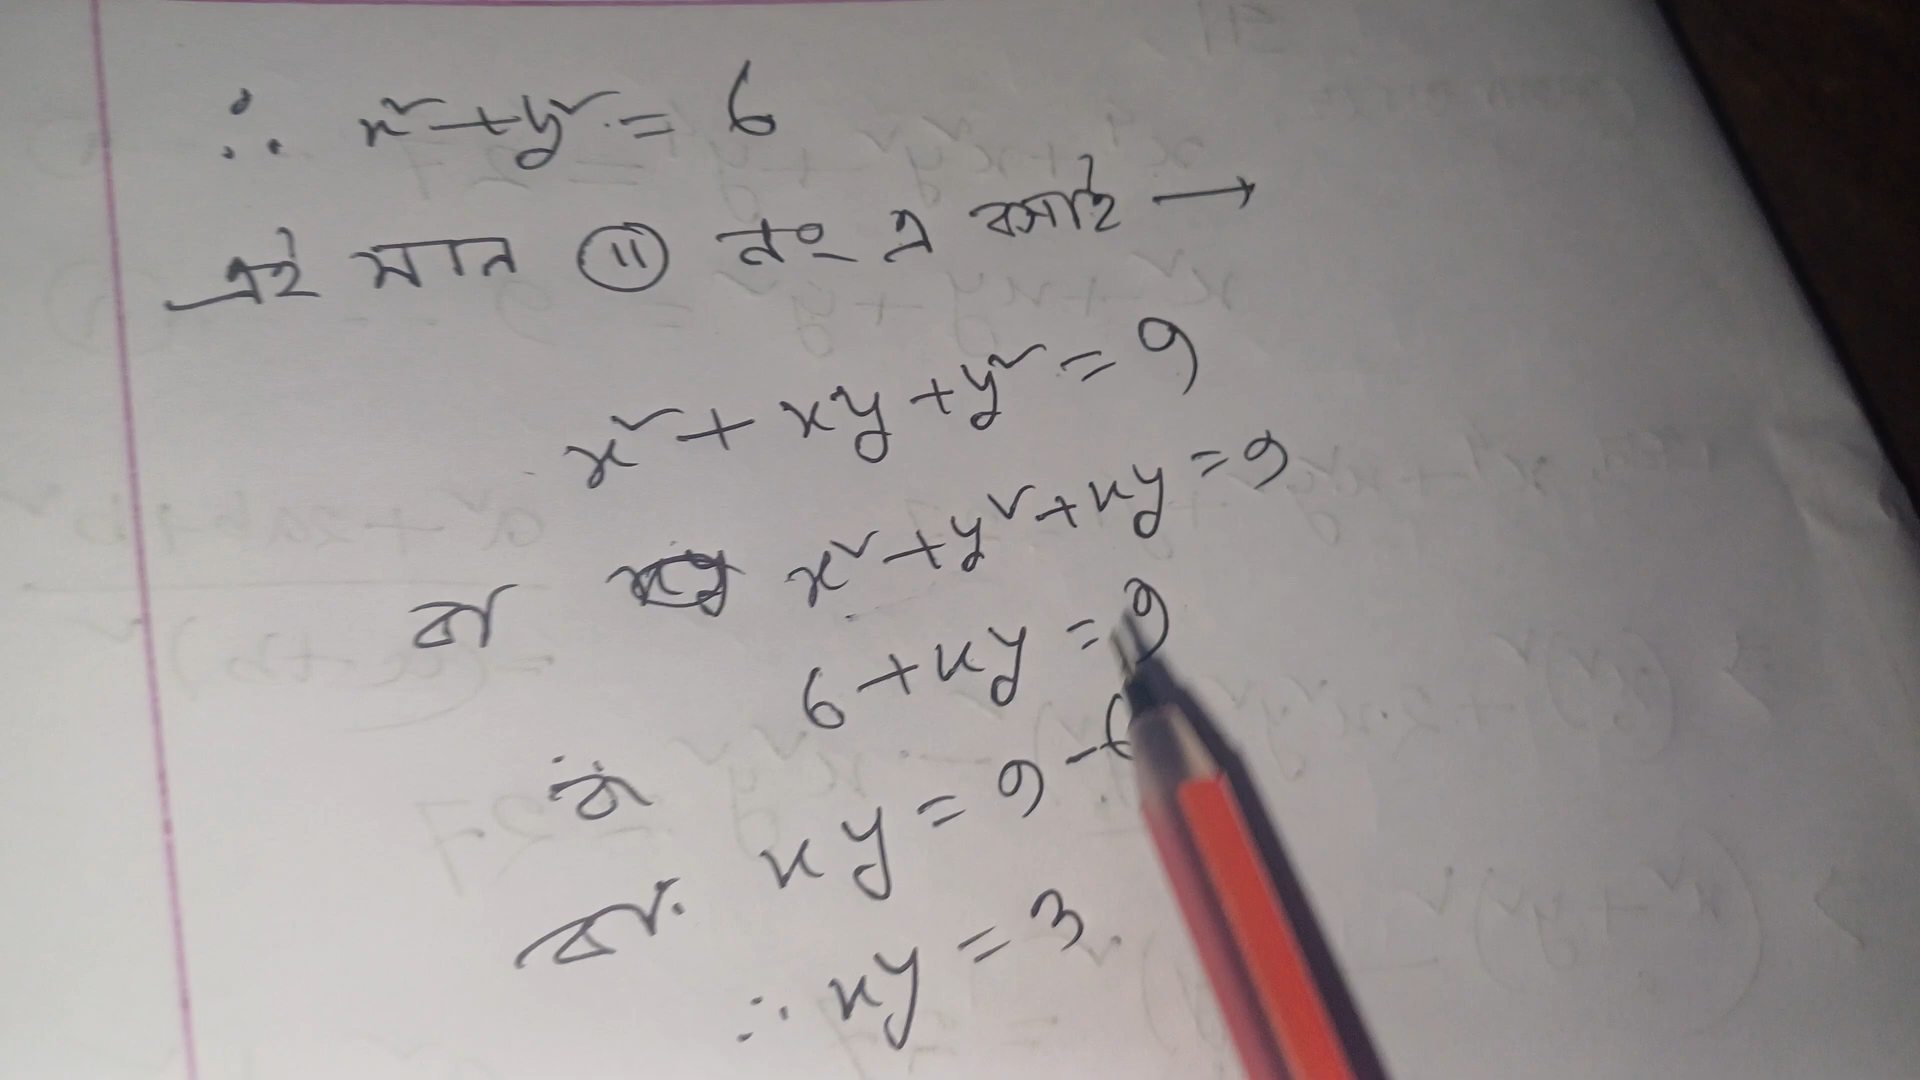 ∴ x² + y² = 6
এই মান (ii) নং এ বসাই →
x² + xy + y² = 9
বা x² + y² + xy = 9
6 + xy = 9
বা xy = 9 - 6
বা.
∴ xy = 3